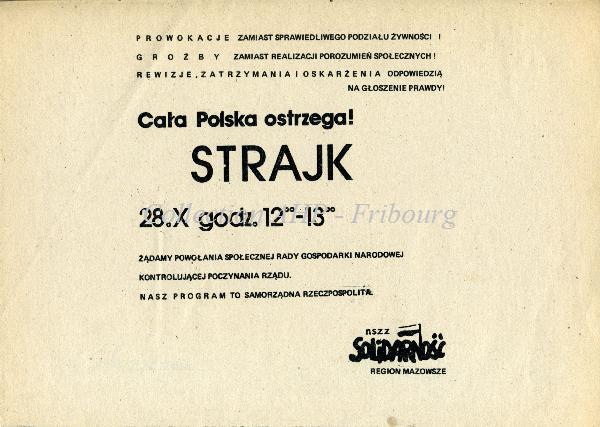 PROWOKACJE ZAMIAST SPRAWIEDLIWEGO PODZIAŁU ŻYWNOŚCI !
GROŹBY ZAMIAST REALIZACJI POROZUMIEŃ SPOŁECZNYCH !
REWIZJE, ZATRZYMANIA I OSKARŻENIA ODPOWIEDZIĄ
NA GŁOSZENIE PRAWDY!
Cała Polska ostrzega!
STRAJK
28.X godz. 12⁰⁰-13⁰⁰
Collection - Fribourg
ŻĄDAMY POWOŁANIA SPOŁECZNEJ RADY GOSPODARKI NARODOWEJ
KONTROLUJĄCEJ POCZYNANIA RZĄDU.
NASZ PROGRAM TO SAMORZĄDNA RZECZPOSPOLITA.
nszz
SOLIDARNOŚĆ
REGION MAZOWSZE